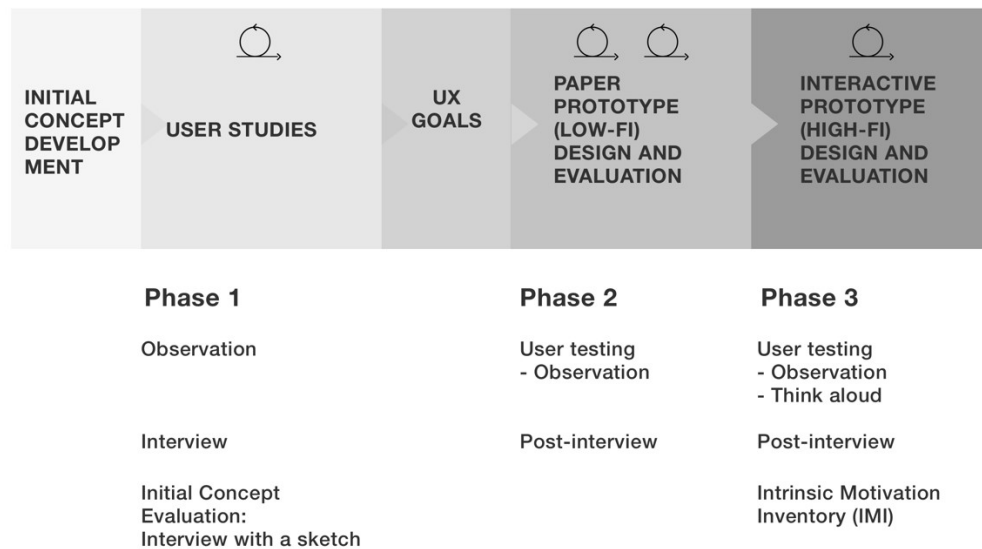 INITIAL
CONCEPT
DEVELOP
MENT
USER STUDIES
UX
GOALS
PAPER
PROTOTYPE
(LOW-FI)
DESIGN AND
EVALUATION
INTERACTIVE
PROTOTYPE
(HIGH-FI)
DESIGN AND
EVALUATION
Phase 1
Observation
Interview
Initial Concept
Evaluation:
Interview with a sketch
Phase 2
User testing
- Observation
Post-interview
Phase 3
User testing
- Observation
- Think aloud
Post-interview
Intrinsic Motivation
Inventory (IMI)